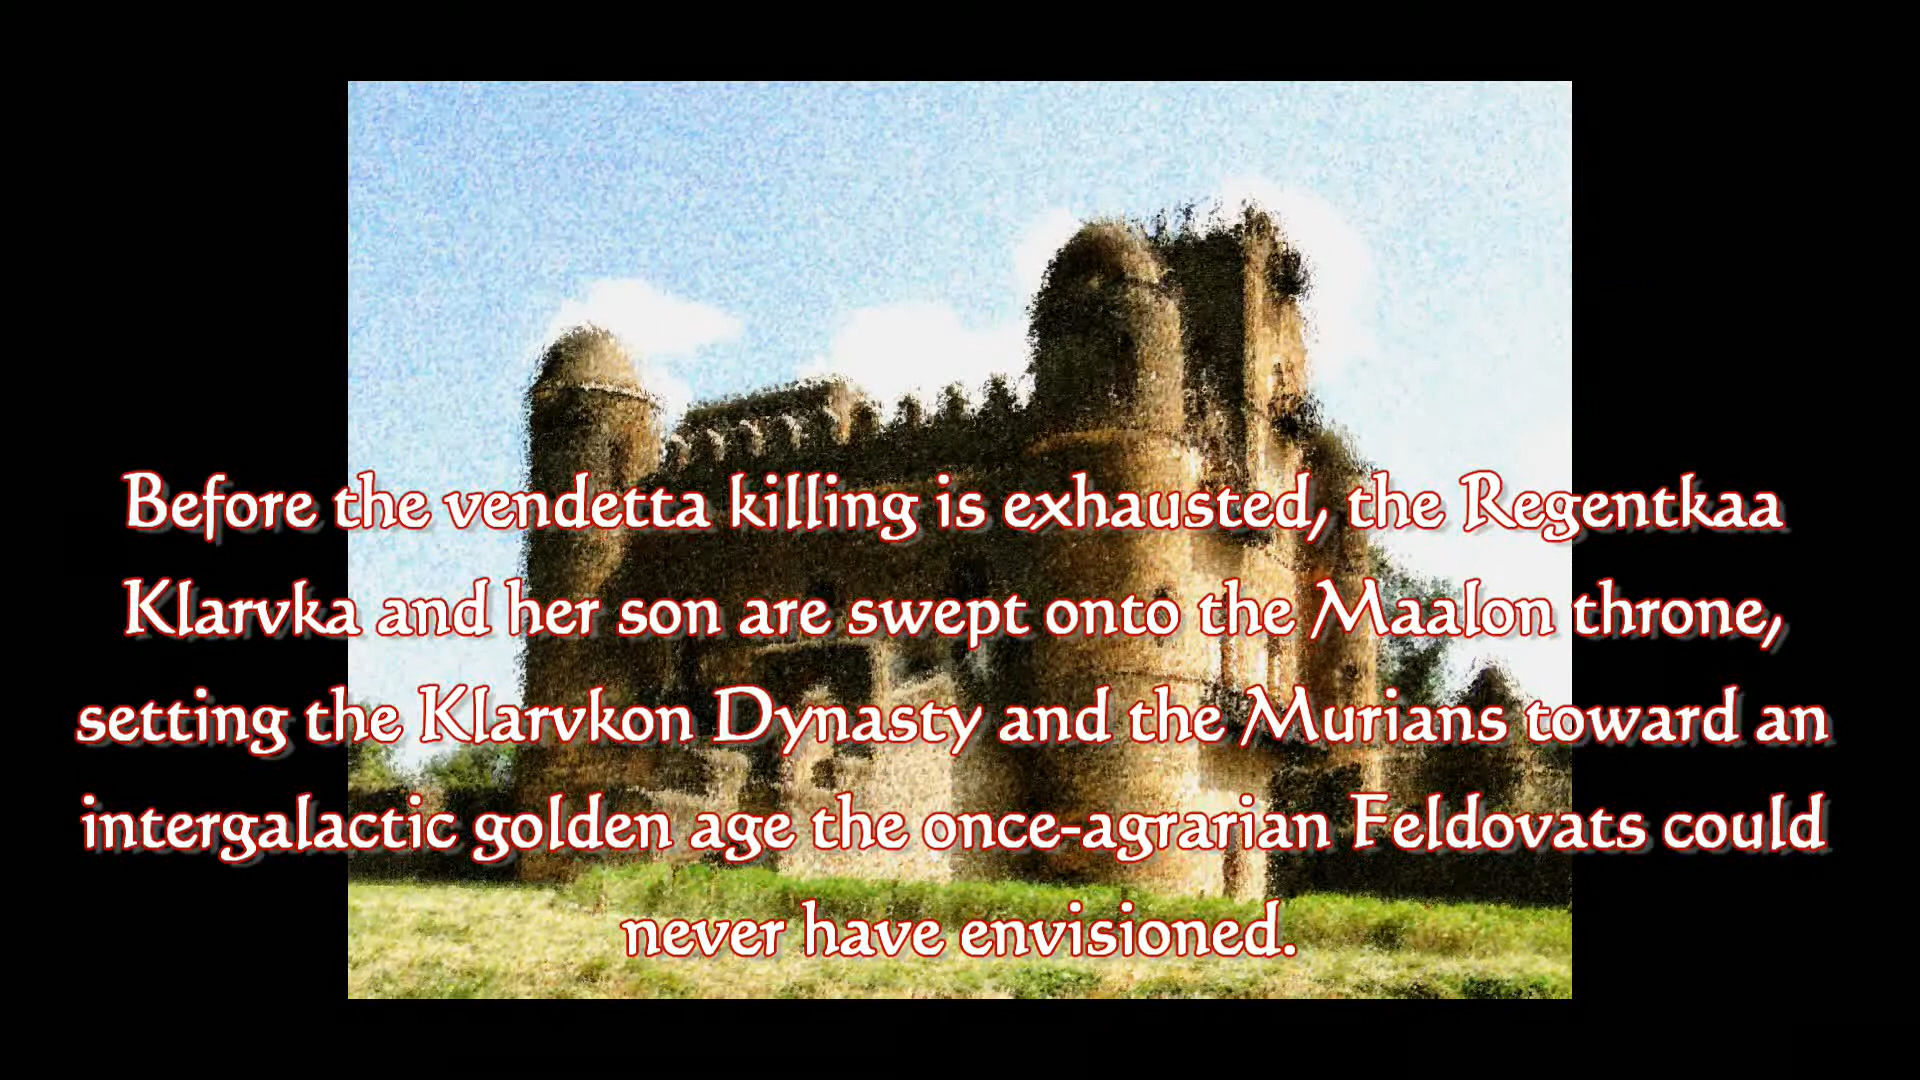 Before the vendetta killing is exhausted, the Regentkaa
Klarvka and her son are swept onto the Maalon throne,
setting the Klarvkon Dynasty and the Murians toward an
intergalactic golden age the once-agrarian Feldovats could
never have envisioned.